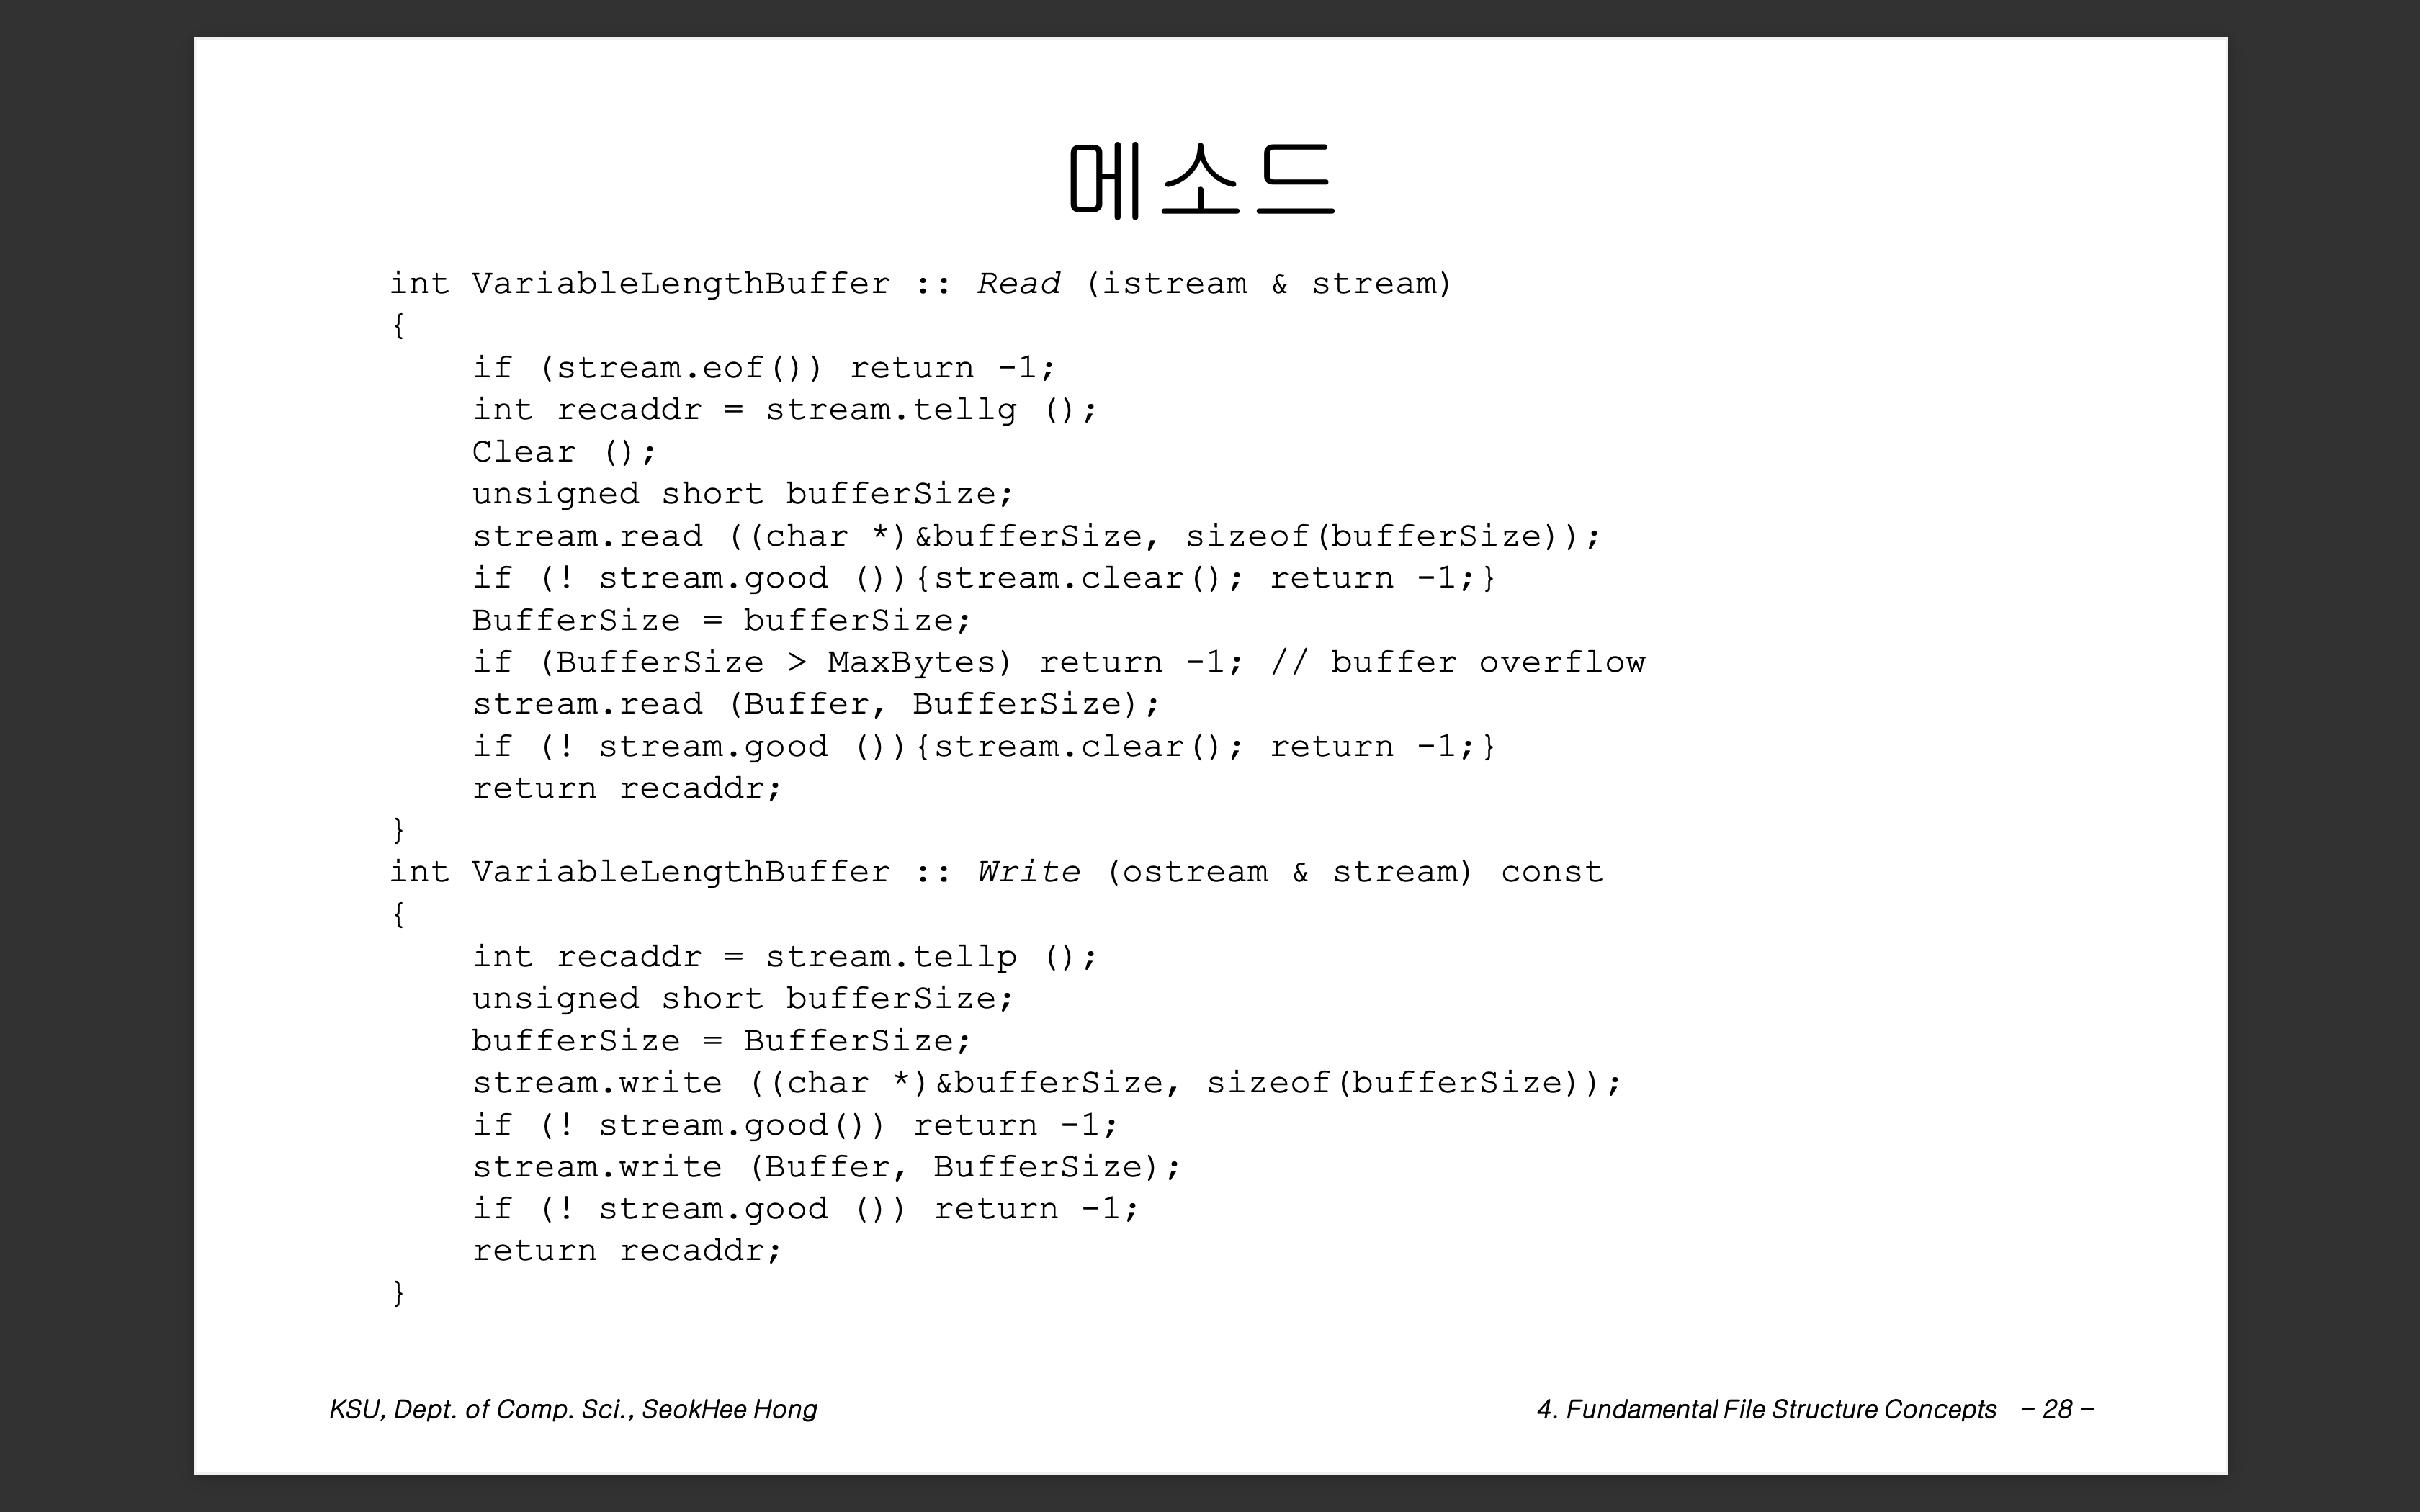 메소드
int VariableLengthBuffer :: Read (istream & stream)
{
if (stream.eof()) return -1;
int recaddr = stream.tellg ();
Clear ();
unsigned short bufferSize;
stream.read ((char *)&bufferSize, sizeof(bufferSize));
if (! stream.good ()){stream.clear(); return -1;}
BufferSize = bufferSize;
if (BufferSize > MaxBytes) return -1; // buffer overflow
stream.read (Buffer, BufferSize);
if (! stream.good ()){stream.clear(); return -1;}
return recaddr;
}
int VariableLengthBuffer :: Write (ostream & stream) const
{
int recaddr = stream.tellp ();
unsigned short bufferSize;
bufferSize = BufferSize;
stream.write ((char *)&bufferSize, sizeof(bufferSize));
if (! stream.good()) return -1;
stream.write (Buffer, BufferSize);
if (! stream.good ()) return -1;
return recaddr;
}
KSU, Dept. of Comp. Sci., SeokHee Hong
4. Fundamental File Structure Concepts – 28 –